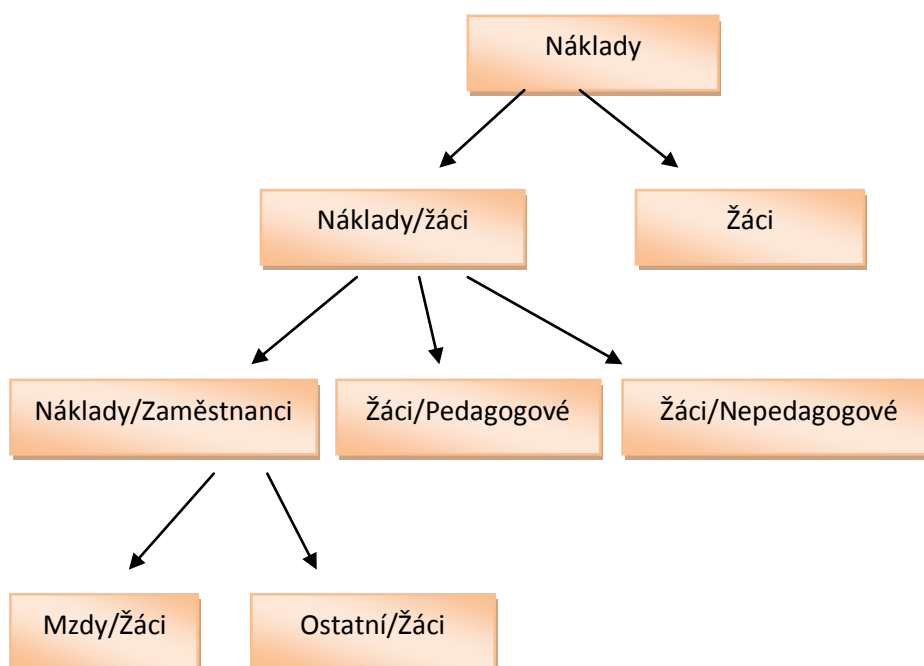 Náklady
Náklady/žáci
Žáci
Náklady/Zaměstnanci
Žáci/Pedagogové
Žáci/Nepedagogové
Mzdy/Žáci
Ostatní/Žáci